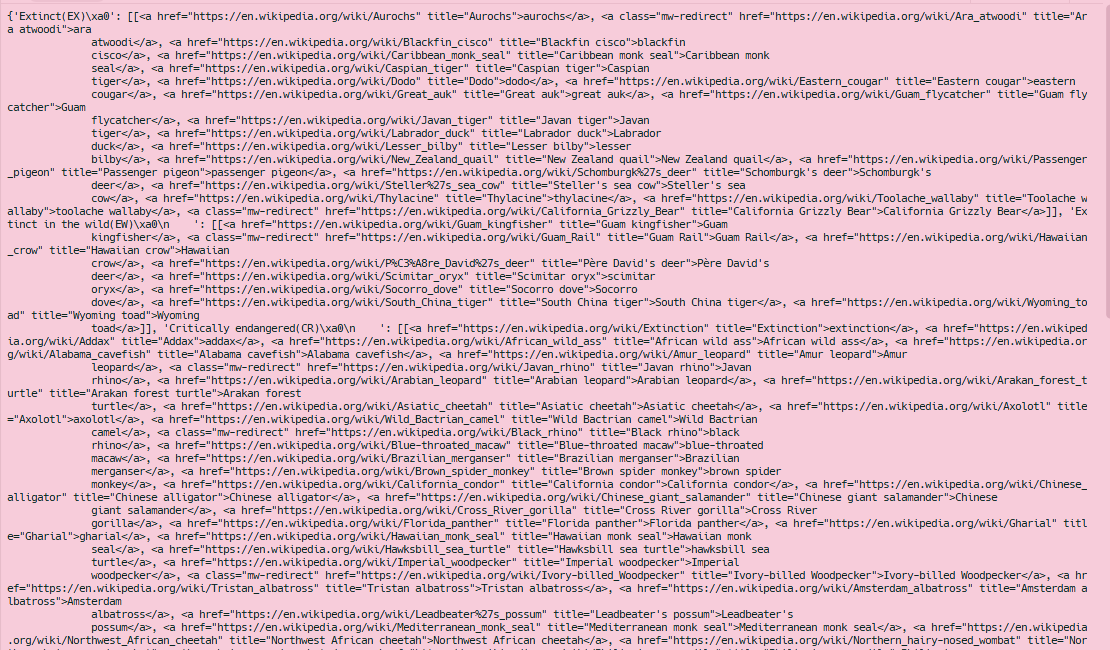 {'Extinct(EX)\xa0': [[<a href="https://en.wikipedia.org/wiki/Aurochs" title="Aurochs">aurochs</a>, <a class="mw-redirect" href="https://en.wikipedia.org/wiki/Ara_atwoodi" title="Ar
a atwoodi">ara
atwoodi</a>, <a href="https://en.wikipedia.org/wiki/Blackfin_cisco" title="Blackfin cisco">blackfin
cisco</a>, <a href="https://en.wikipedia.org/wiki/Caribbean_monk_seal" title="Caribbean monk seal">Caribbean monk
seal</a>, <a href="https://en.wikipedia.org/wiki/Caspian_tiger" title="Caspian tiger">Caspian
tiger</a>, <a href="https://en.wikipedia.org/wiki/Dodo" title="Dodo">dodo</a>, <a href="https://en.wikipedia.org/wiki/Eastern_cougar" title="Eastern cougar">eastern
cougar</a>, <a href="https://en.wikipedia.org/wiki/Great_auk" title="Great auk">great auk</a>, <a href="https://en.wikipedia.org/wiki/Guam_flycatcher" title="Guam fly
catcher">Guam
flycatcher</a>, <a href="https://en.wikipedia.org/wiki/Javan_tiger" title="Javan tiger">Javan
tiger</a>, <a href="https://en.wikipedia.org/wiki/Labrador_duck" title="Labrador duck">Labrador
duck</a>, <a href="https://en.wikipedia.org/wiki/Lesser_bilby" title="Lesser bilby">lesser
bilby</a>, <a href="https://en.wikipedia.org/wiki/New_Zealand_quail" title="New Zealand quail">New Zealand quail</a>, <a href="https://en.wikipedia.org/wiki/Passenger
_pigeon" title="Passenger pigeon">passenger pigeon</a>, <a href="https://en.wikipedia.org/wiki/Schomburgk%27s_deer" title="Schomburgk's deer">Schomburgk's
deer</a>, <a href="https://en.wikipedia.org/wiki/Steller%27s_sea_cow" title="Steller's sea cow">Steller's sea
cow</a>, <a href="https://en.wikipedia.org/wiki/Thylacine" title="Thylacine">thylacine</a>, <a href="https://en.wikipedia.org/wiki/Toolache_wallaby" title="Toolache w
allaby">toolache wallaby</a>, <a class="mw-redirect" href="https://en.wikipedia.org/wiki/California_Grizzly_Bear" title="California Grizzly Bear">California Grizzly Bear</a>]], 'Ex
tinct in the wild(EW)\xa0\n    ': [[<a href="https://en.wikipedia.org/wiki/Guam_kingfisher" title="Guam kingfisher">Guam
kingfisher</a>, <a class="mw-redirect" href="https://en.wikipedia.org/wiki/Guam_Rail" title="Guam Rail">Guam Rail</a>, <a href="https://en.wikipedia.org/wiki/Hawaiian
_crow" title="Hawaiian crow">Hawaiian
crow</a>, <a href="https://en.wikipedia.org/wiki/P%C3%A8re_David%27s_deer" title="Père David's deer">Père David's
deer</a>, <a href="https://en.wikipedia.org/wiki/Scimitar_oryx" title="Scimitar oryx">scimitar
oryx</a>, <a href="https://en.wikipedia.org/wiki/Socorro_dove" title="Socorro dove">Socorro
dove</a>, <a href="https://en.wikipedia.org/wiki/South_China_tiger" title="South China tiger">South China tiger</a>, <a href="https://en.wikipedia.org/wiki/Wyoming_to
ad" title="Wyoming toad">Wyoming
toad</a>]], 'Critically endangered(CR)\xa0\n    ': [[<a href="https://en.wikipedia.org/wiki/Extinction" title="Extinction">extinction</a>, <a href="https://en.wikiped
ia.org/wiki/Addax" title="Addax">addax</a>, <a href="https://en.wikipedia.org/wiki/African_wild_ass" title="African wild ass">African wild ass</a>, <a href="https://en.wikipedia.or
g/wiki/Alabama_cavefish" title="Alabama cavefish">Alabama cavefish</a>, <a href="https://en.wikipedia.org/wiki/Amur_leopard" title="Amur leopard">Amur
leopard</a>, <a class="mw-redirect" href="https://en.wikipedia.org/wiki/Javan_rhino" title="Javan rhino">Javan
rhino</a>, <a href="https://en.wikipedia.org/wiki/Arabian_leopard" title="Arabian leopard">Arabian leopard</a>, <a href="https://en.wikipedia.org/wiki/Arakan_forest_t
urtle" title="Arakan forest turtle">Arakan forest
turtle</a>, <a href="https://en.wikipedia.org/wiki/Asiatic_cheetah" title="Asiatic cheetah">Asiatic cheetah</a>, <a href="https://en.wikipedia.org/wiki/Axolotl" title
="Axolotl">axolotl</a>, <a href="https://en.wikipedia.org/wiki/Wild_Bactrian_camel" title="Wild Bactrian camel">Wild Bactrian
camel</a>, <a class="mw-redirect" href="https://en.wikipedia.org/wiki/Black_rhino" title="Black rhino">black
rhino</a>, <a href="https://en.wikipedia.org/wiki/Blue-throated_macaw" title="Blue-throated macaw">blue-throated
macaw</a>, <a href="https://en.wikipedia.org/wiki/Brazilian_merganser" title="Brazilian merganser">Brazilian
merganser</a>, <a href="https://en.wikipedia.org/wiki/Brown_spider_monkey" title="Brown spider monkey">brown spider
monkey</a>, <a href="https://en.wikipedia.org/wiki/California_condor" title="California condor">California condor</a>, <a href="https://en.wikipedia.org/wiki/Chinese_
alligator" title="Chinese alligator">Chinese alligator</a>, <a href="https://en.wikipedia.org/wiki/Chinese_giant_salamander" title="Chinese giant salamander">Chinese
giant salamander</a>, <a href="https://en.wikipedia.org/wiki/Cross_River_gorilla" title="Cross River gorilla">Cross River
gorilla</a>, <a href="https://en.wikipedia.org/wiki/Florida_panther" title="Florida panther">Florida panther</a>, <a href="https://en.wikipedia.org/wiki/Gharial" titl
e="Gharial">gharial</a>, <a href="https://en.wikipedia.org/wiki/Hawaiian_monk_seal" title="Hawaiian monk seal">Hawaiian monk
seal</a>, <a href="https://en.wikipedia.org/wiki/Hawksbill_sea_turtle" title="Hawksbill sea turtle">hawksbill sea
turtle</a>, <a href="https://en.wikipedia.org/wiki/Imperial_woodpecker" title="Imperial woodpecker">Imperial
woodpecker</a>, <a class="mw-redirect" href="https://en.wikipedia.org/wiki/Ivory-billed_Woodpecker" title="Ivory-billed Woodpecker">Ivory-billed Woodpecker</a>, <a hr
ef="https://en.wikipedia.org/wiki/Tristan_albatross" title="Tristan albatross">Tristan albatross</a>, <a href="https://en.wikipedia.org/wiki/Amsterdam_albatross" title="Amsterdam a
lbatross">Amsterdam
albatross</a>, <a href="https://en.wikipedia.org/wiki/Leadbeater%27s_possum" title="Leadbeater's possum">Leadbeater's
possum</a>, <a href="https://en.wikipedia.org/wiki/Mediterranean_monk_seal" title="Mediterranean monk seal">Mediterranean monk seal</a>, <a href="https://en.wikipedia
.org/wiki/Northwest_African_cheetah" title="Northwest African cheetah">Northwest African cheetah</a>, <a href="https://en.wikipedia.org/wiki/Northern_hairy-nosed_wombat" title="Nor